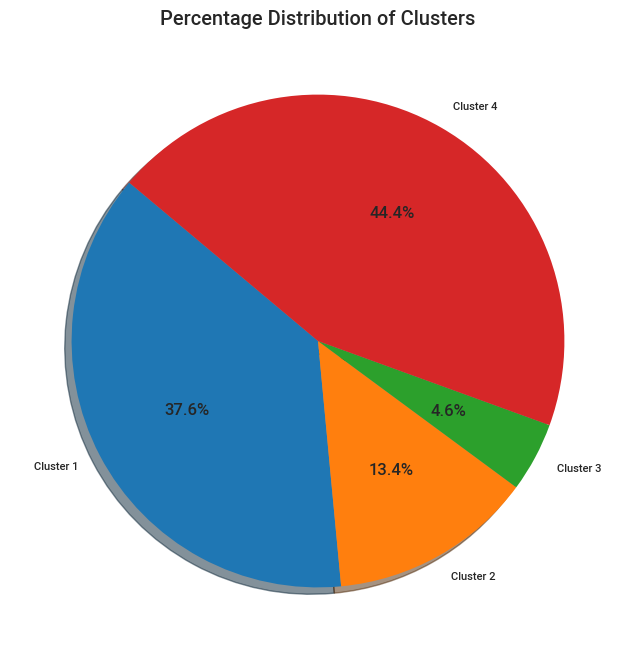 Percentage Distribution of Clusters
Cluster 4
44.4%
37.6%
4.6%
13.4%
Cluster 1
Cluster 3
Cluster 2